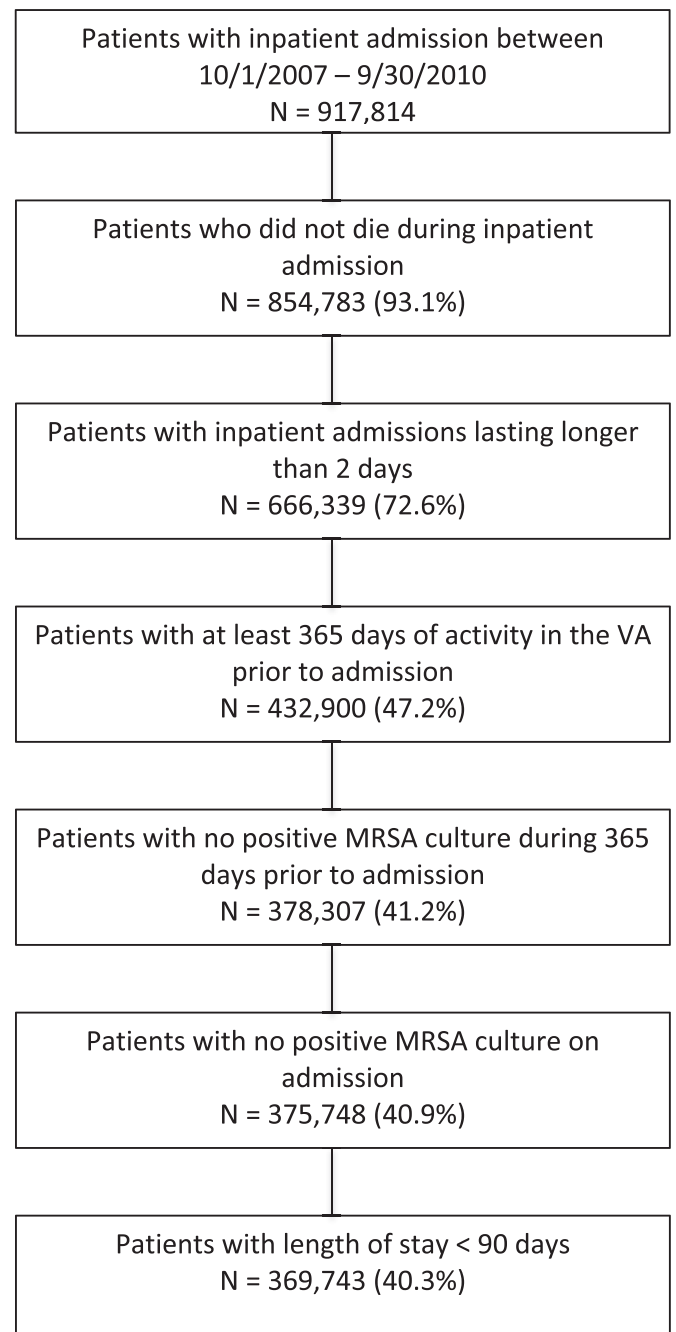 Patients with inpatient admission between
10/1/2007 – 9/30/2010
N = 917,814
Patients who did not die during inpatient
admission
N = 854,783 (93.1%)
Patients with inpatient admissions lasting longer
than 2 days
N = 666,339 (72.6%)
Patients with at least 365 days of activity in the VA
prior to admission
N = 432,900 (47.2%)
Patients with no positive MRSA culture during 365
days prior to admission
N = 378,307 (41.2%)
Patients with no positive MRSA culture on
admission
N = 375,748 (40.9%)
Patients with length of stay < 90 days
N = 369,743 (40.3%)